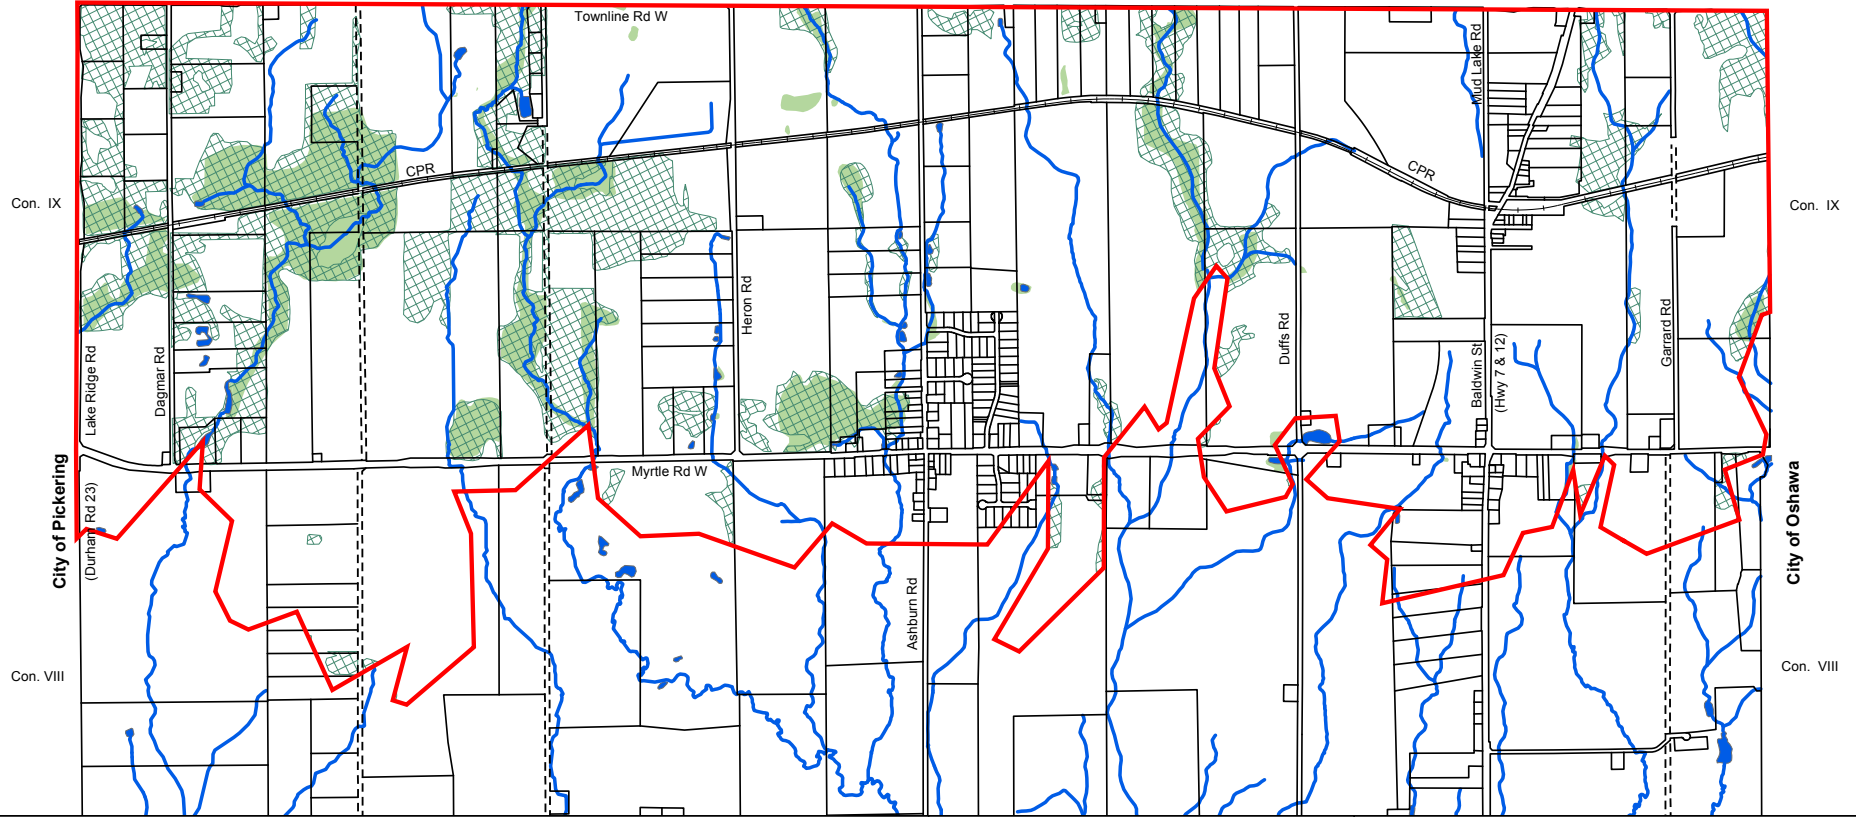 Townline Rd W
Mud Lake Rd
CPR
CPR
Con. IX
Con. IX
Heron Rd
Duffs Rd
Garrard Rd
Lake Ridge Rd
(Durham Rd 23)
Dagmar Rd
Baldwin St
(Hwy 7 & 12)
Myrtle Rd W
City of Pickering
City of Oshawa
Ashburn Rd
Con. VIII
Con. VIII